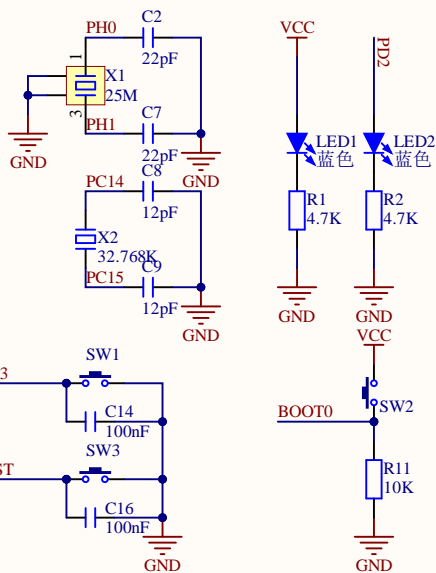 PH0
C2
22pF
1
X1
25M
3
PH1
C7
22pF
GND
GND
PC14
C8
12pF
X2
32.768K
PC15
C9
12pF
GND
VCC
PD2
LED1
蓝色
LED2
蓝色
R1
4.7K
R2
4.7K
GND
GND
3
SW1
C14
100nF
ST
SW3
C16
100nF
GND
VCC
SW2
BOOT0
R11
10K
GND